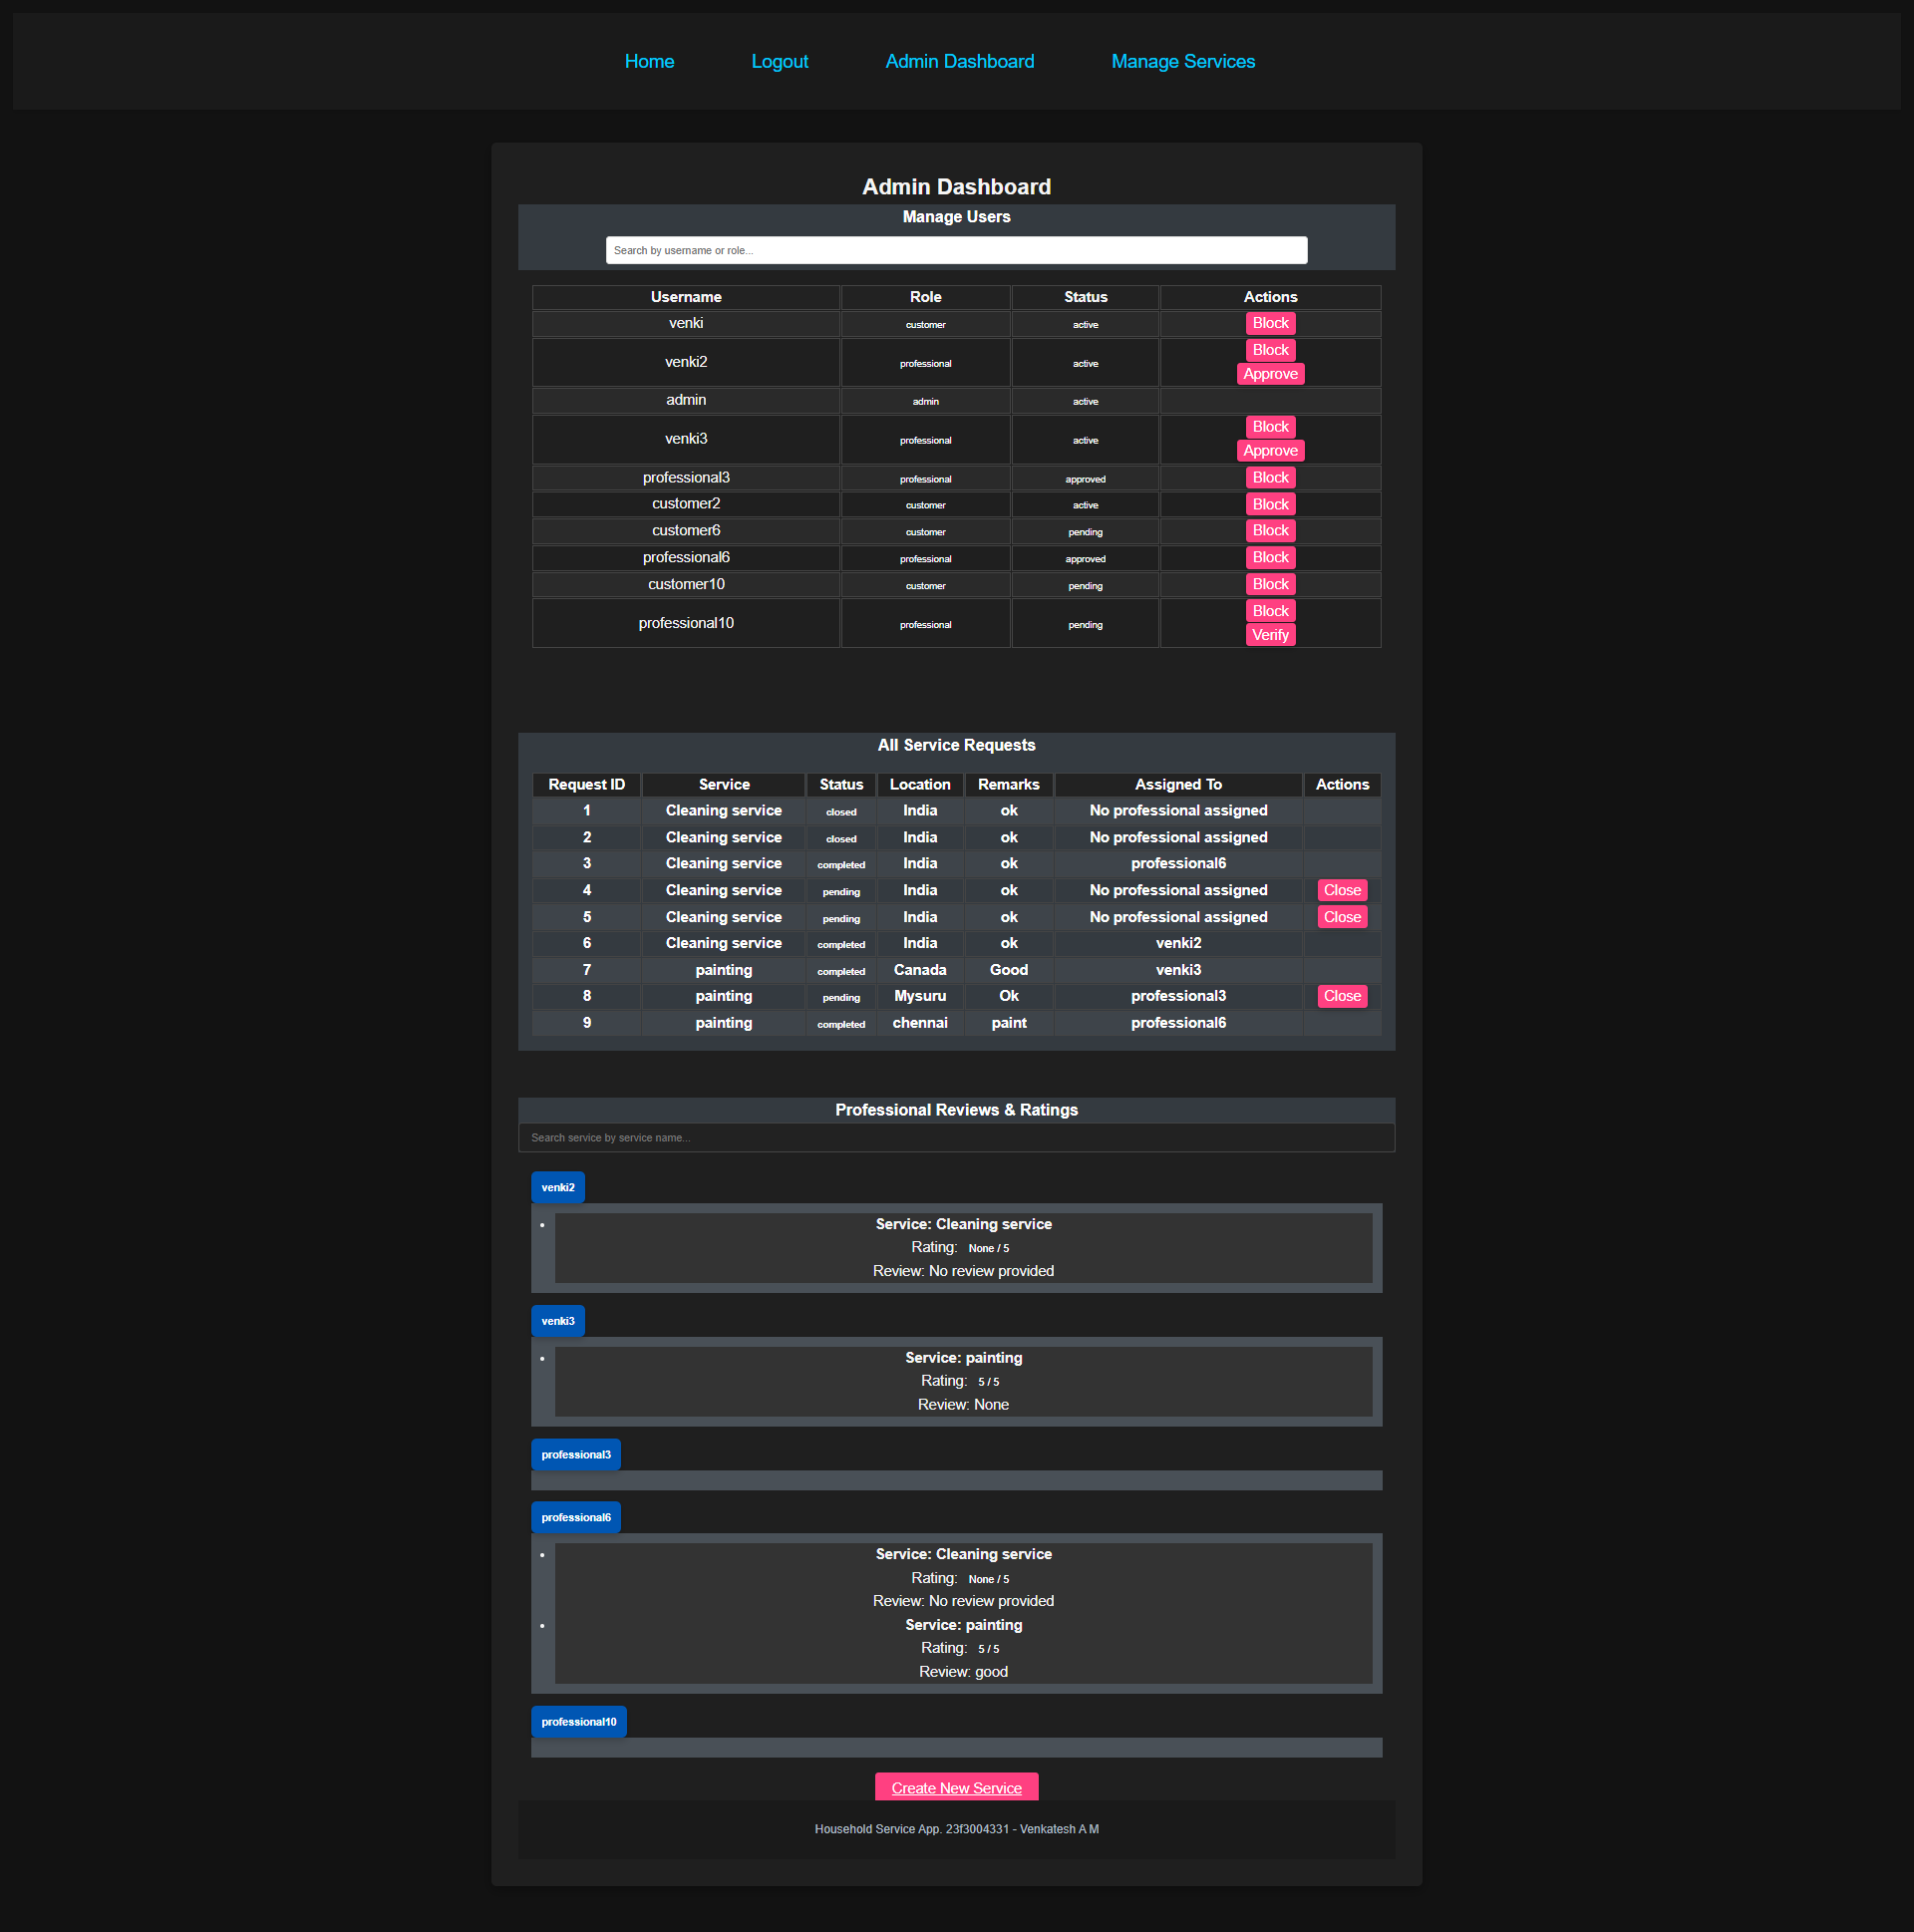 Home Logout Admin Dashboard Manage Services
Admin Dashboard
Manage Users
Search by username or role...
Username Role Status Actions
venki customer active Block
venki2 professional active Block
Approve
admin admin active
venki3 professional active Block
Approve
professional3 professional approved Block
customer2 customer active Block
customer6 customer pending Block
professional6 professional approved Block
customer10 customer pending Block
professional10 professional pending Block
Verify
All Service Requests
Request ID Service Status Location Remarks Assigned To Actions
1 Cleaning service closed India ok No professional assigned
2 Cleaning service closed India ok No professional assigned
3 Cleaning service completed India ok professional6
4 Cleaning service pending India ok No professional assigned Close
5 Cleaning service pending India ok No professional assigned Close
6 Cleaning service completed India ok venki2
7 painting completed Canada Good venki3
8 painting pending Mysuru Ok professional3 Close
9 painting completed chennai paint professional6
Professional Reviews & Ratings
Search service by service name...
venki2
Service: Cleaning service
Rating: None / 5
Review: No review provided
venki3
Service: painting
Rating: 5 / 5
Review: None
professional3
professional6
Service: Cleaning service
Rating: None / 5
Review: No review provided
Service: painting
Rating: 5 / 5
Review: good
professional10
Create New Service
Household Service App. 23f3004331 - Venkatesh A M